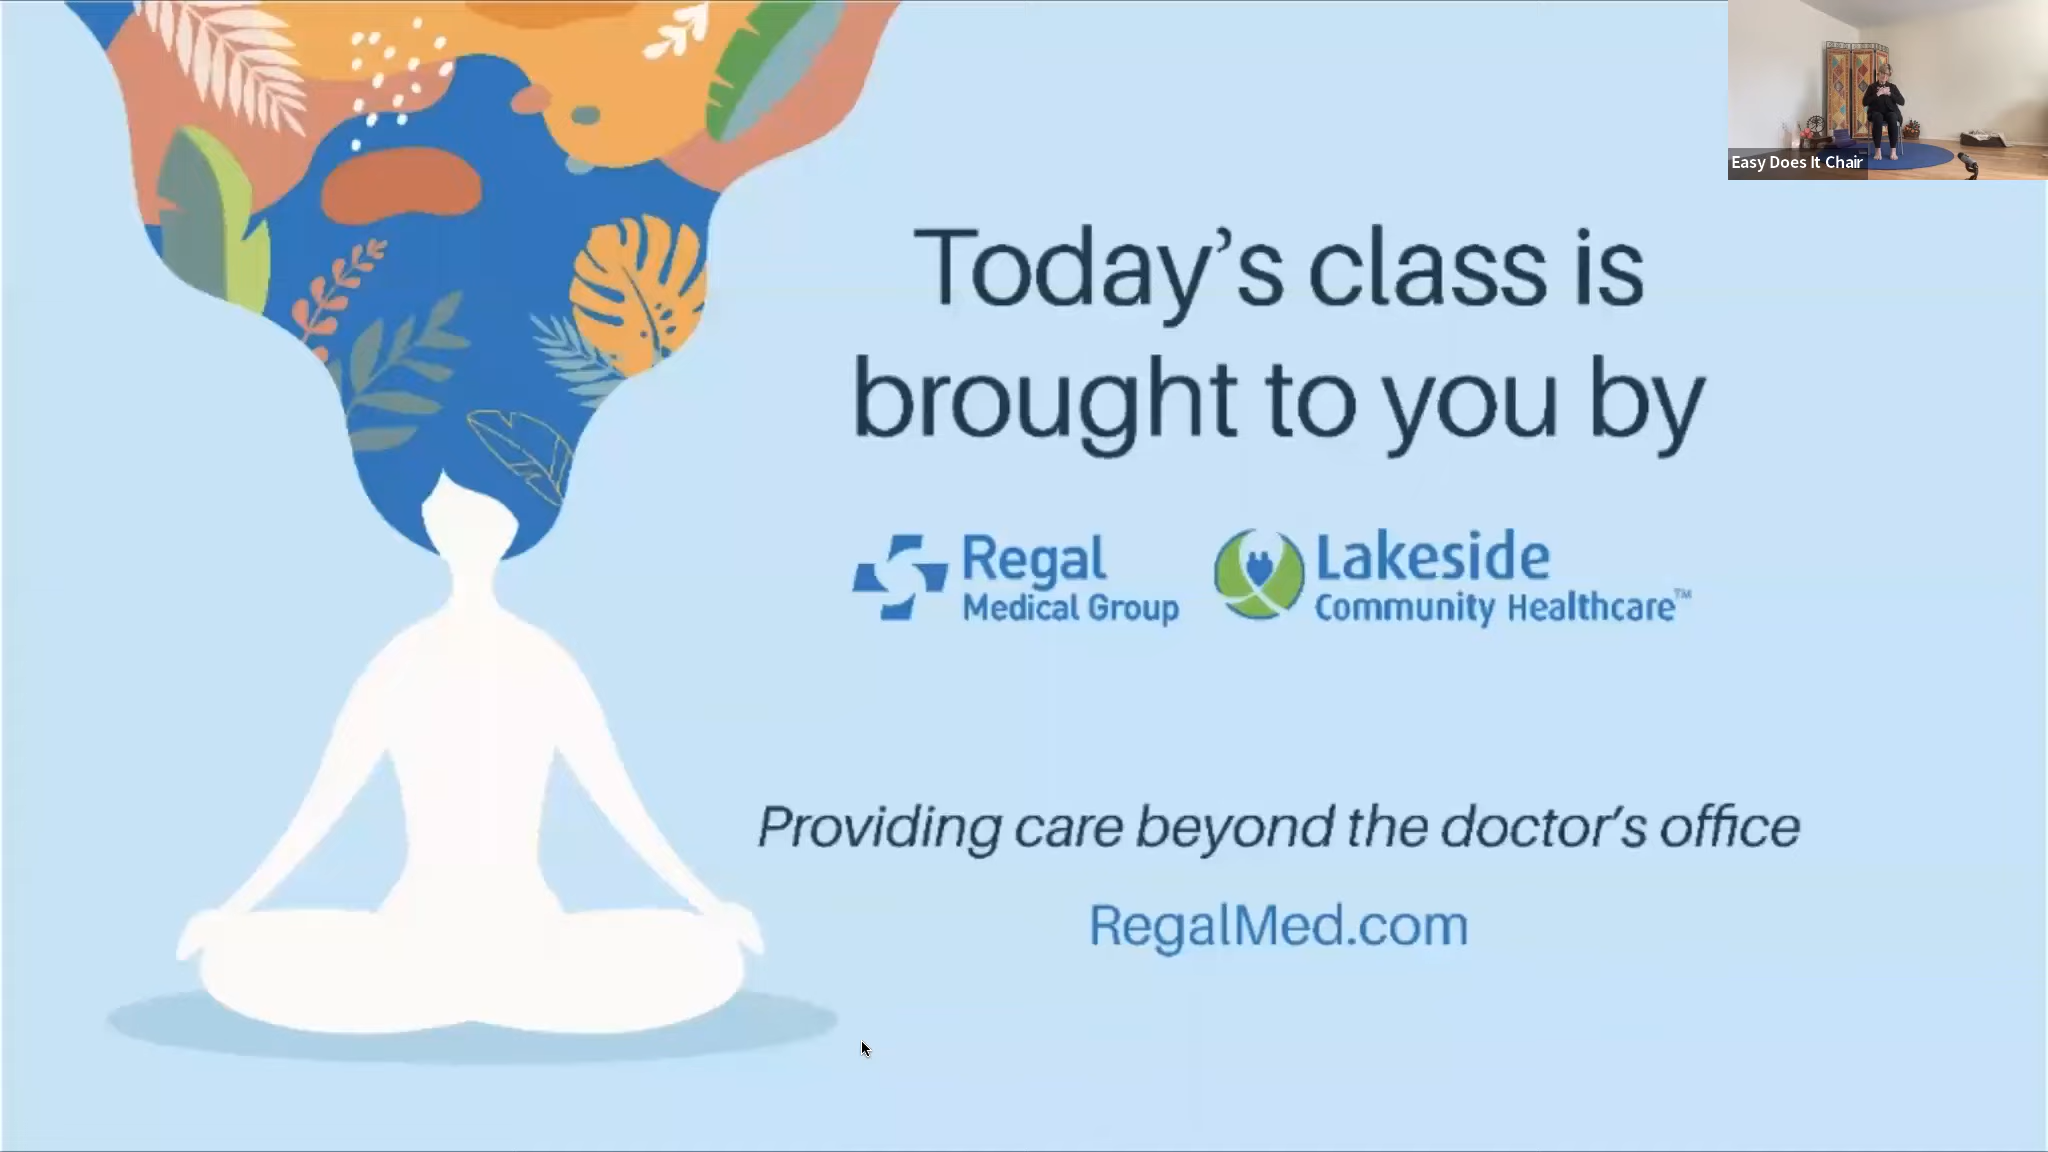 Easy Does It Chair
Today’s class is
brought to you by
Regal
Medical Group
Lakeside
Community Healthcare™
Providing care beyond the doctor’s office
RegalMed.com